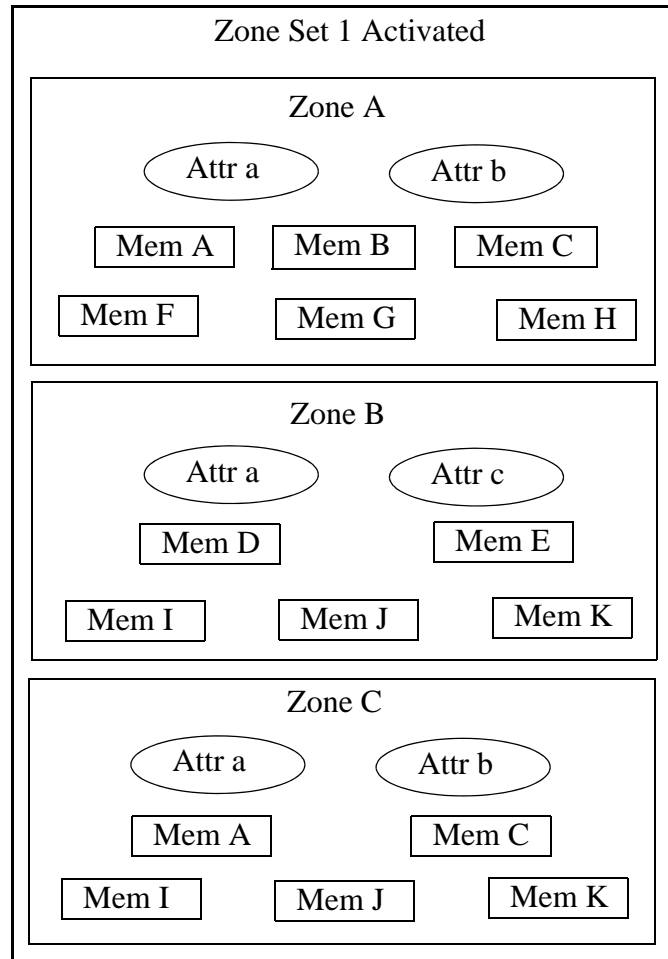 Zone Set 1 Activated
Zone A
Attr a Attr b
Mem A Mem B Mem C
Mem F Mem G Mem H
Zone B
Attr a Attr c
Mem D Mem E
Mem I Mem J Mem K
Zone C
Attr a Attr b
Mem A Mem C
Mem I Mem J Mem K